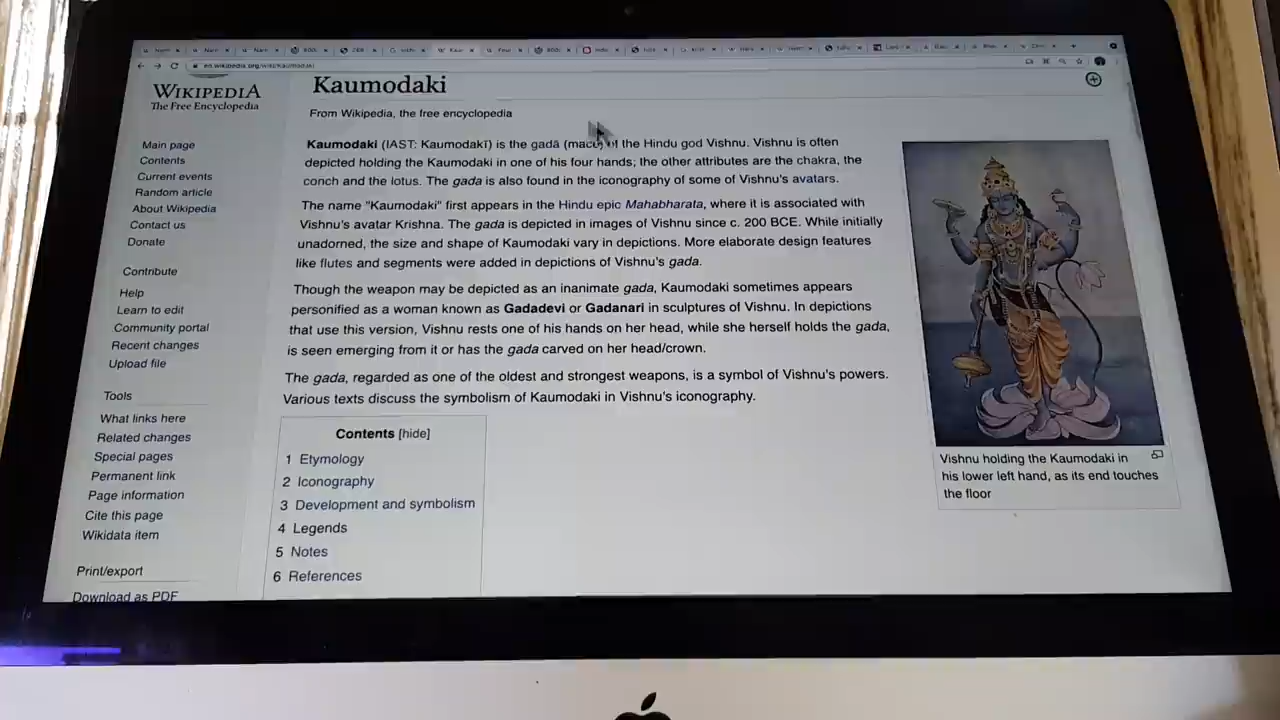 en.wikipedia.org/wiki/Kaumodaki
WIKIPEDIA
The Free Encyclopedia
Main page
Contents
Current events
Random article
About Wikipedia
Contact us
Donate
Contribute
Help
Learn to edit
Community portal
Recent changes
Upload file
Tools
What links here
Related changes
Special pages
Permanent link
Page information
Cite this page
Wikidata item
Print/export
Download as PDF
Kaumodaki
From Wikipedia, the free encyclopedia
Kaumodaki (IAST: Kaumodakī) is the gadā (mace) of the Hindu god Vishnu. Vishnu is often
depicted holding the Kaumodaki in one of his four hands; the other attributes are the chakra, the
conch and the lotus. The gada is also found in the iconography of some of Vishnu's avatars.
The name "Kaumodaki" first appears in the Hindu epic Mahabharata, where it is associated with
Vishnu's avatar Krishna. The gada is depicted in images of Vishnu since c. 200 BCE. While initially
unadorned, the size and shape of Kaumodaki vary in depictions. More elaborate design features
like flutes and segments were added in depictions of Vishnu's gada.
Though the weapon may be depicted as an inanimate gada, Kaumodaki sometimes appears
personified as a woman known as Gadadevi or Gadanari in sculptures of Vishnu. In depictions
that use this version, Vishnu rests one of his hands on her head, while she herself holds the gada,
is seen emerging from it or has the gada carved on her head/crown.
The gada, regarded as one of the oldest and strongest weapons, is a symbol of Vishnu's powers.
Various texts discuss the symbolism of Kaumodaki in Vishnu's iconography.
Contents [hide]
1 Etymology
2 Iconography
3 Development and symbolism
4 Legends
5 Notes
6 References
Vishnu holding the Kaumodaki in
his lower left hand, as its end touches
the floor